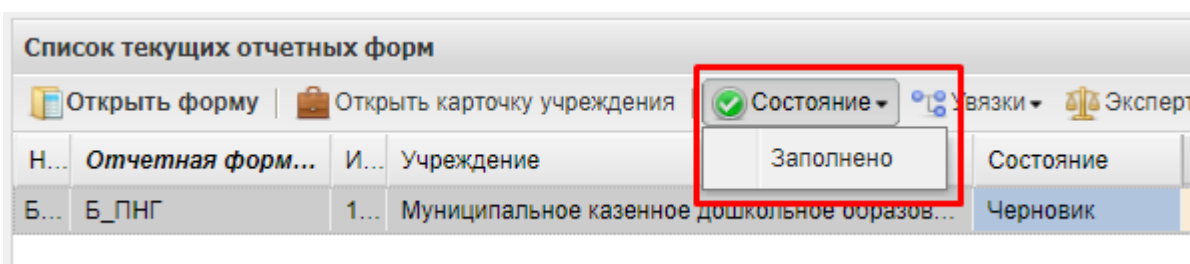 Список текущих отчетных форм
Открыть форму Открыть карточку учреждения Состояние Увязки Эксперт
Н... Отчетная форм... И... Учреждение Заполнено Состояние
Б... Б_ПНГ 1... Муниципальное казенное дошкольное образов... Черновик